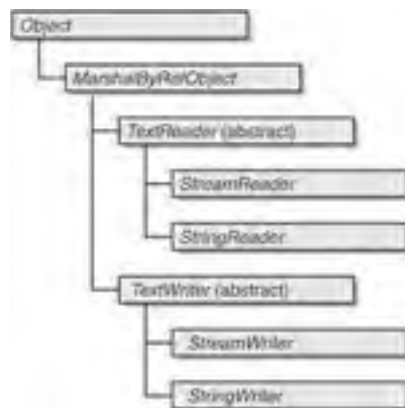 Object
MarshalByRefObject
TextReader (abstract)
StreamReader
StringReader
TextWriter (abstract)
StreamWriter
StringWriter